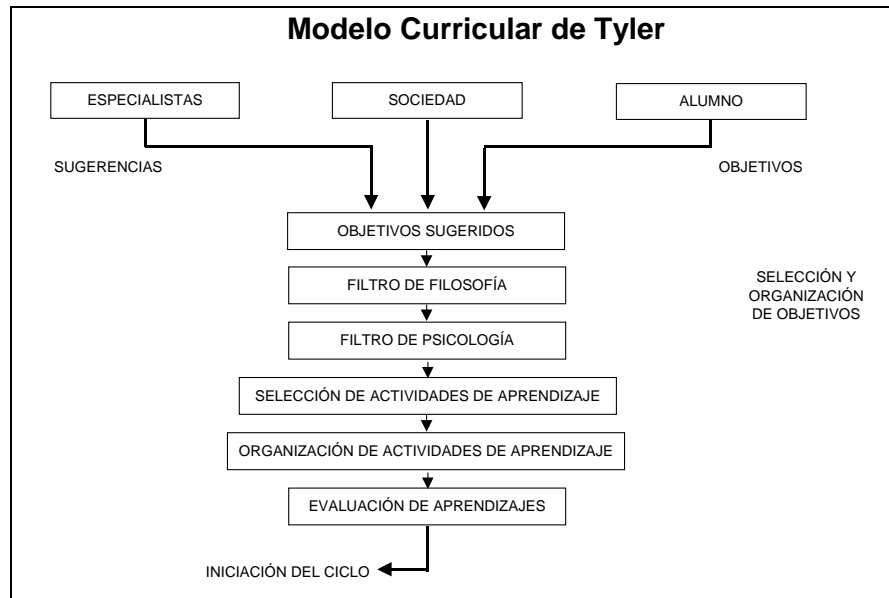 Modelo Curricular de Tyler
ESPECIALISTAS
SOCIEDAD
ALUMNO
SUGERENCIAS
OBJETIVOS
OBJETIVOS SUGERIDOS
FILTRO DE FILOSOFÍA
SELECCIÓN Y
ORGANIZACIÓN
DE OBJETIVOS
FILTRO DE PSICOLOGÍA
SELECCIÓN DE ACTIVIDADES DE APRENDIZAJE
ORGANIZACIÓN DE ACTIVIDADES DE APRENDIZAJE
EVALUACIÓN DE APRENDIZAJES
INICIACIÓN DEL CICLO